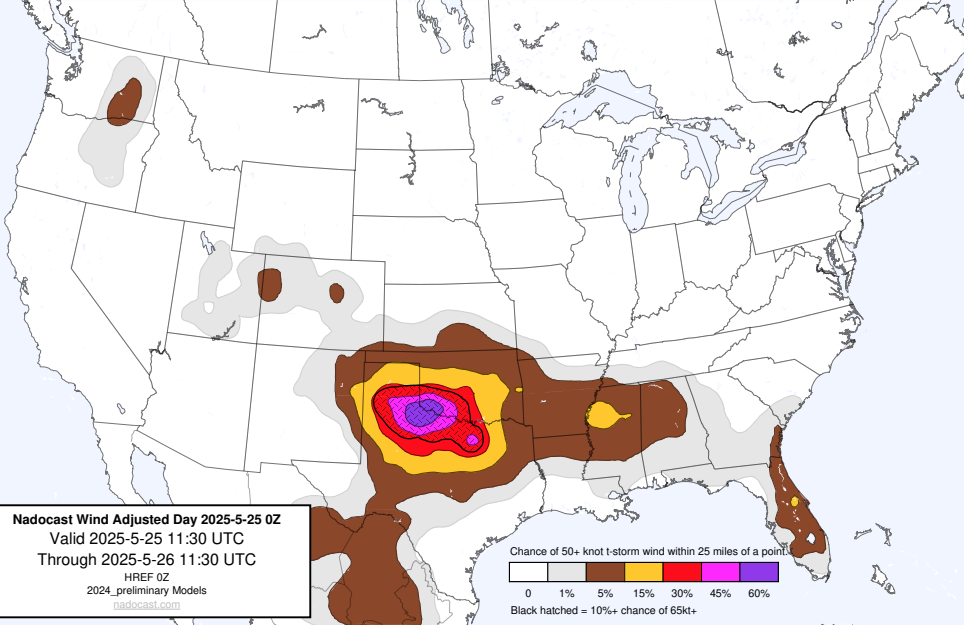 Nadocast Wind Adjusted Day 2025-5-25 0Z
Valid 2025-5-25 11:30 UTC
Through 2025-5-26 11:30 UTC
HREF 0Z
2024_preliminary Models
nadocast.com
Chance of 50+ knot t-storm wind within 25 miles of a point.
0 1% 5% 15% 30% 45% 60%
Black hatched = 10%+ chance of 65kt+